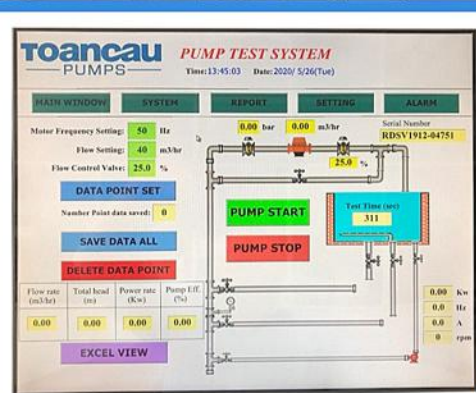 TOANCAU
PUMPS
PUMP TEST SYSTEM
Time:13:45:03 Date:2020/ 5/26(Tue)
MAIN WINDOW SYSTEM REPORT SETTING ALARM
Motor Frequency Setting: 50 Hz
Flow Setting: 40 m3/hr
Flow Control Valve: 25.0 %
0.00 bar 0.00 m3/hr
Serial Number
RDSV1912-04751
25.0 %
DATA POINT SET
Number Point data saved: 0
SAVE DATA ALL
DELETE DATA POINT
PUMP START
PUMP STOP
Test Time (sec)
311
Flow rate (m3/hr) Total head (m) Power rate (Kw) Pump Eff. (%)
0.00 0.00 0.00 0.00
EXCEL VIEW
0.00 Kw
0.0 Hz
0.0 A
0 rpm